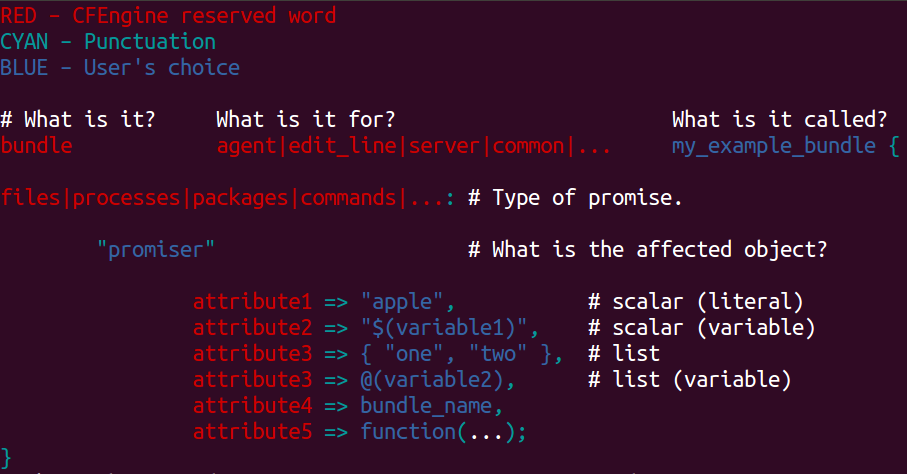 RED – CFEngine reserved word
CYAN – Punctuation
BLUE – User's choice
# What is it? What is it for? What is it called?
bundle agent|edit_line|server|common|... my_example_bundle {
files|processes|packages|commands|...: # Type of promise.
"promiser" # What is the affected object?
attribute1 => "apple", # scalar (literal)
attribute2 => "$(variable1)", # scalar (variable)
attribute3 => { "one", "two" }, # list
attribute3 => @(variable2), # list (variable)
attribute4 => bundle_name,
attribute5 => function(...);
}